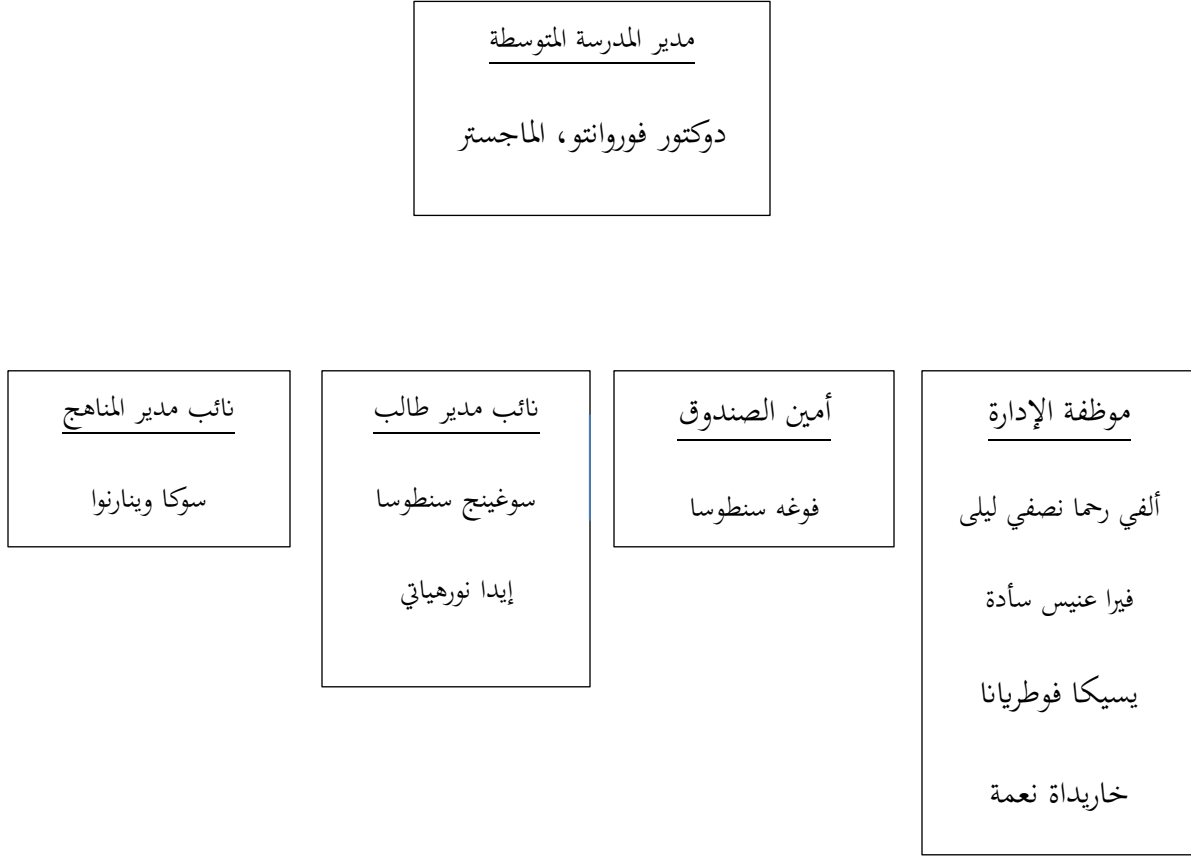 مدير المدرسة المتوسطة
دوكتور فوروانتو، الماجستر
موظفة الإدارة
ألفي رحما نصفي ليلى
فيرا عنيس سأدة
يسيكا فوطريانا
خاريداة نعمة
أمين الصندوق
فوغه سنطوسا
نائب مدير طالب
سوغينج سنطوسا
إيدا نورهياتي
نائب مدير المناهج
سوكا وينارنوا